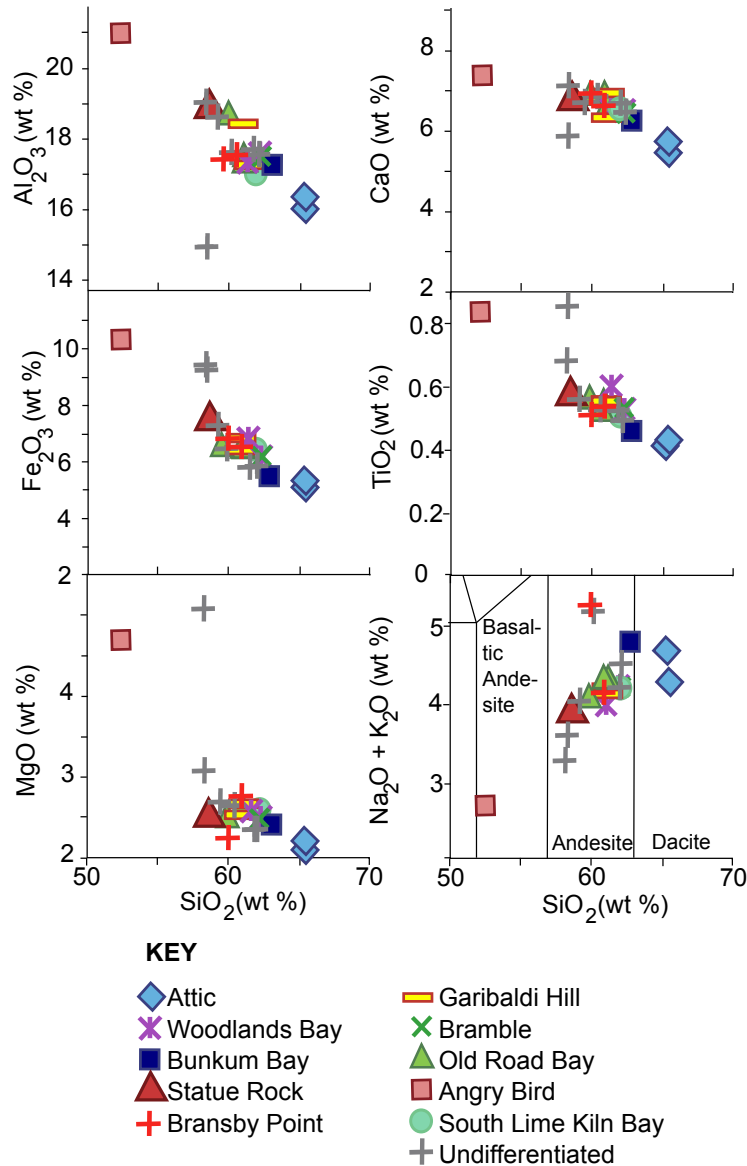 Al2O3 (wt %)
20
18
16
14
CaO (wt %)
8
6
4
2
Fe2O3 (wt %)
10
8
6
4
2
TiO2 (wt %)
0.8
0.6
0.4
0.2
0
MgO (wt %)
4
3
2
50
60
70
SiO2(wt %)
Na2O + K2O (wt %)
5
4
3
Basal-
tic
Ande-
site
Andesite
Dacite
50
60
70
SiO2(wt %)
KEY
Attic
Woodlands Bay
Bunkum Bay
Statue Rock
Bransby Point
Garibaldi Hill
Bramble
Old Road Bay
Angry Bird
South Lime Kiln Bay
Undifferentiated